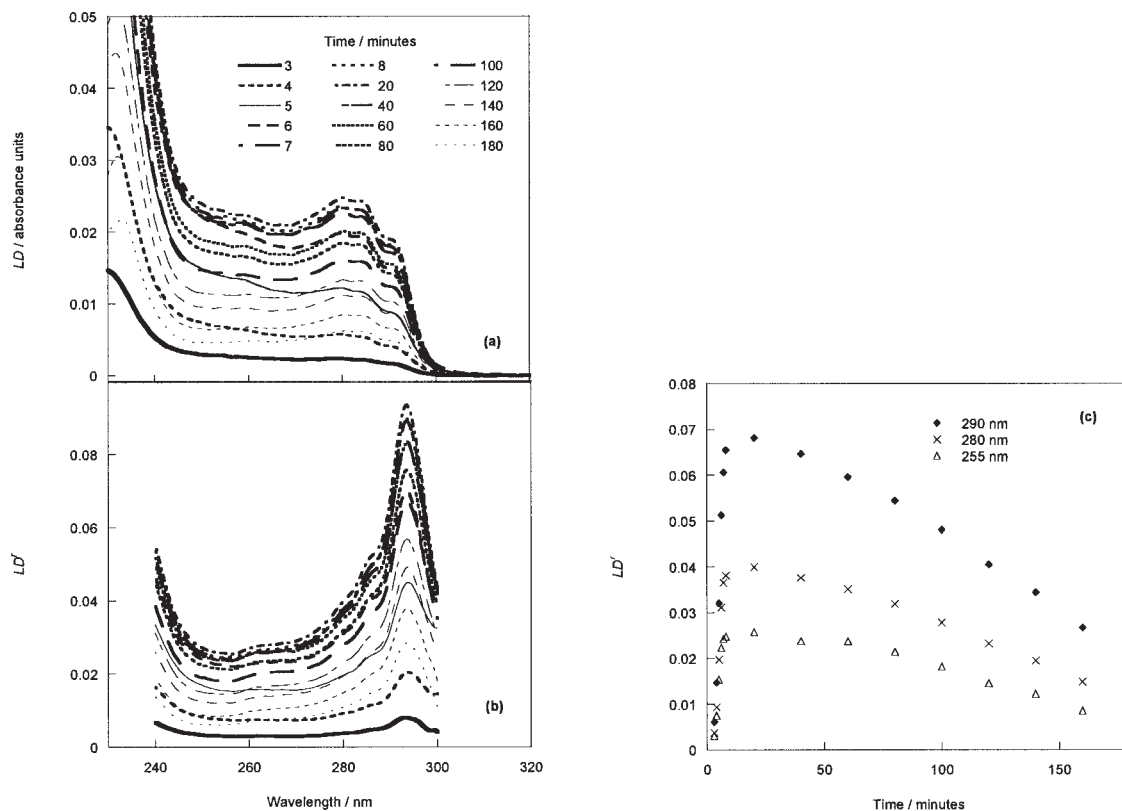 0.05
0.04
0.03
0.02
0.01
0
LD / absorbance units
Time / minutes
3 8 100
4 20 120
5 40 140
6 60 160
7 80 180
(a)
0.08
0.06
0.04
0.02
0
LD^r
(b)
240 260 280 300 320
Wavelength / nm
0.08
0.07
0.06
0.05
0.04
0.03
0.02
0.01
0
LD^r
(c)
290 nm
280 nm
255 nm
0 50 100 150
Time / minutes